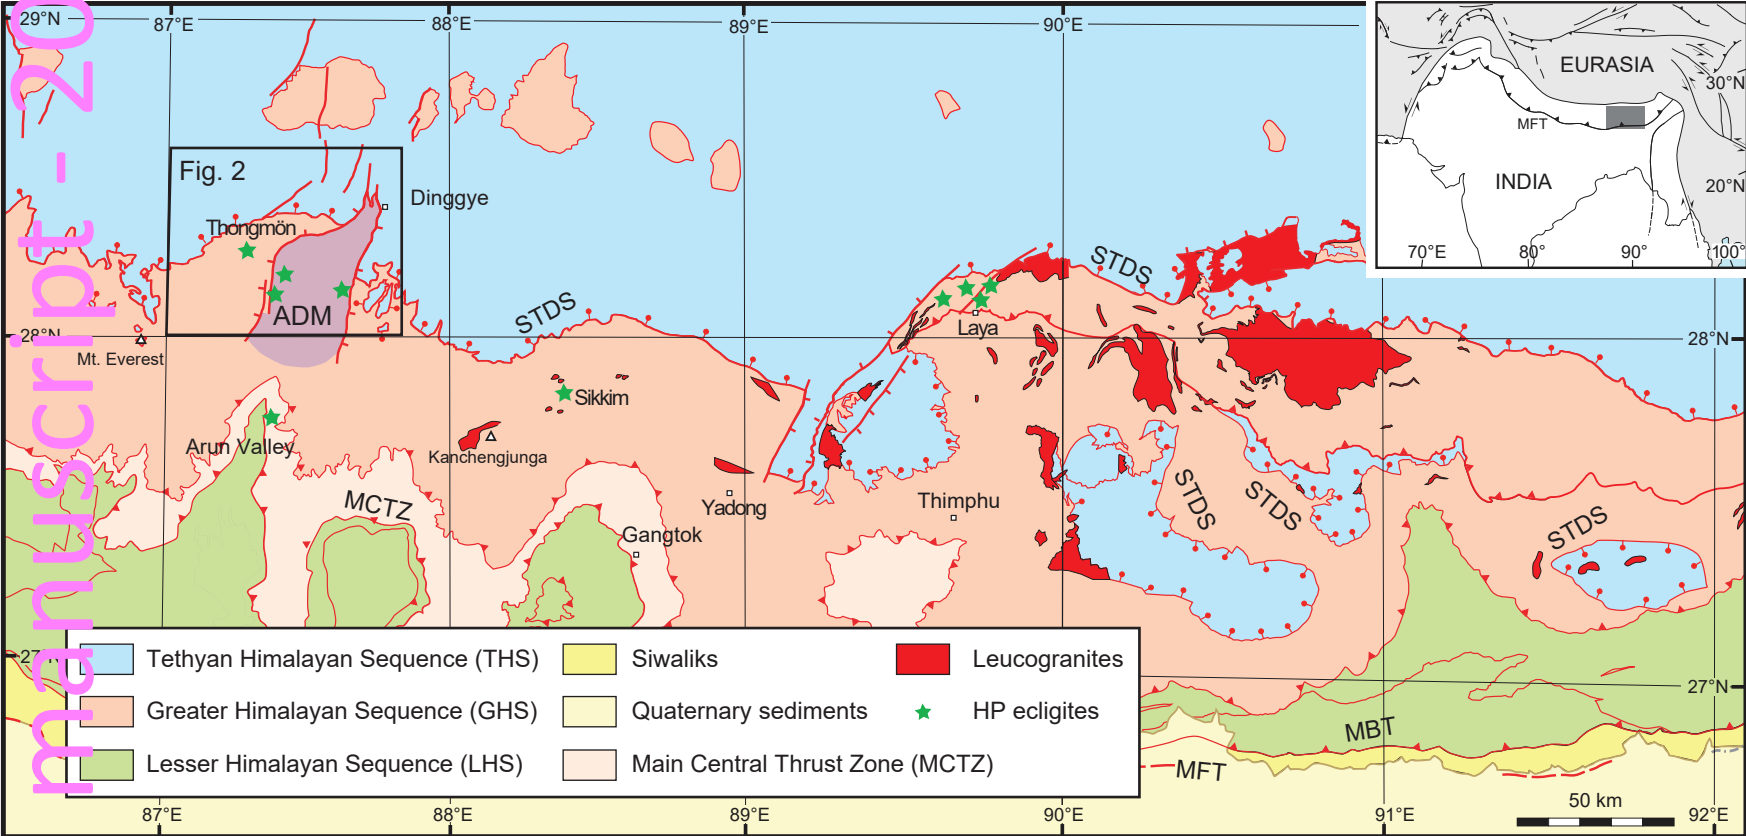 29°N
87°E
88°E
89°E
90°E
EURASIA
30°N
MFT
INDIA
20°N
70°E
80°
90°
100°
Fig. 2
Dinggye
Thongmön
ADM
STDS
STDS
28°N
28°N
Mt. Everest
Laya
Sikkim
Arun Valley
Kanchengjunga
MCTZ
Yadong
Gangtok
Thimphu
STDS
STDS
STDS
27°N
27°N
Tethyan Himalayan Sequence (THS)
Greater Himalayan Sequence (GHS)
Lesser Himalayan Sequence (LHS)
Siwaliks
Quaternary sediments
Main Central Thrust Zone (MCTZ)
Leucogranites
HP ecligites
MBT
MFT
50 km
87°E
88°E
89°E
90°E
91°E
92°E
manuscript - 20